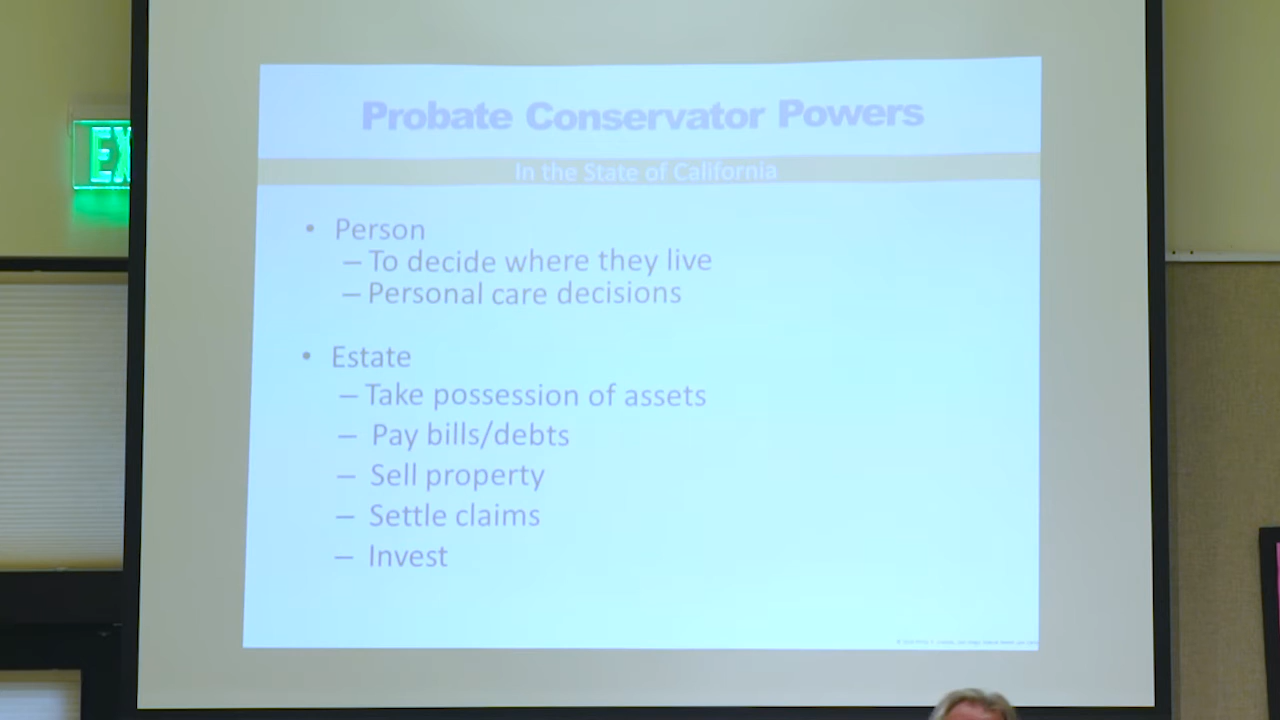 EX
Probate Conservator Powers
In the State of California
• Person
– To decide where they live
– Personal care decisions
• Estate
– Take possession of assets
– Pay bills/debts
– Sell property
– Settle claims
– Invest